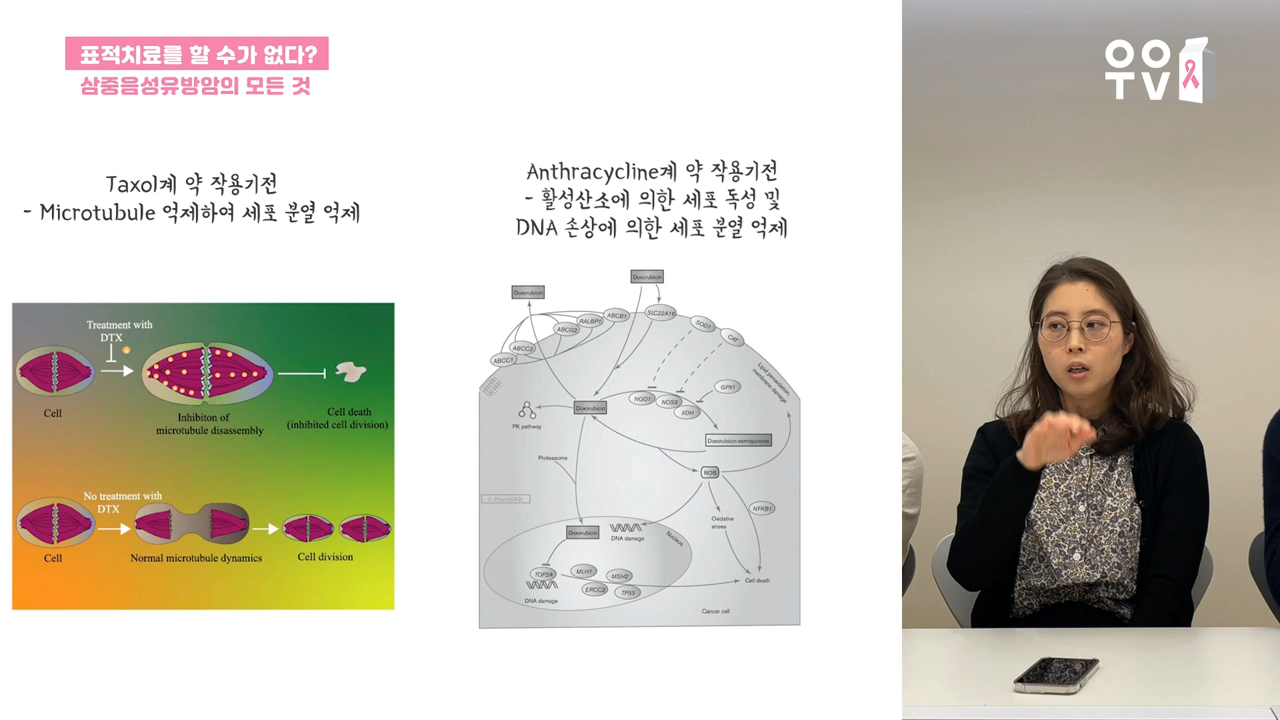 표적치료를 할 수가 없다?
삼중음성유방암의 모든 것
OO
TV
Taxol계 약 작용기전
- Microtubule 억제하여 세포 분열 억제
Treatment with
DTX
Cell
Inhibiton of
microtubule disassembly
Cell death
(inhibited cell division)
No treatment with
DTX
Cell
Normal microtubule dynamics
Cell division
Anthracycline계 약 작용기전
- 활성산소에 의한 세포 독성 및
DNA 손상에 의한 세포 분열 억제
Doxorubicin
Doxorubicin
ABCC1
ABCC2
ABCG2
RALBP1
ABCB1
SLC22A16
SOD1
CAT
Lipid peroxidation,
membrane damage
GPX1
NQO1
NOS3
XDH
Doxorubicin
PK pathway
Doxorubicin-semiquinone
Proteasome
ROS
© PharmGKB
NFKB1
Oxidative
stress
Doxorubicin
DNA damage
Nucleus
TOP2A
MLH1
MSH2
ERCC2
TP53
DNA damage
Cell death
Cancer cell